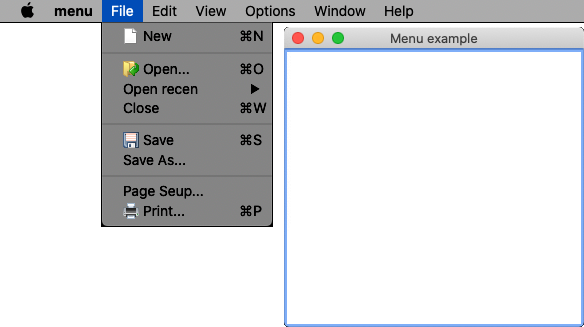 menu File Edit View Options Window Help
New ⌘N
Open... ⌘O
Open recen ▶
Close ⌘W
Save ⌘S
Save As...
Page Seup...
Print... ⌘P
Menu example